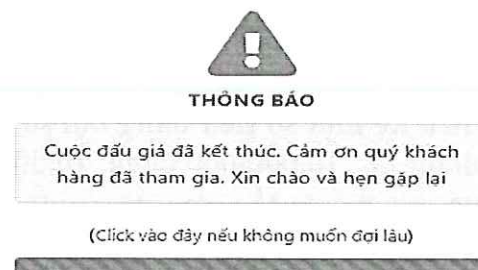 THÔNG BÁO
Cuộc đấu giá đã kết thúc. Cảm ơn quý khách
hàng đã tham gia. Xin chào và hẹn gặp lại
(Click vào đây nếu không muốn đợi lâu)